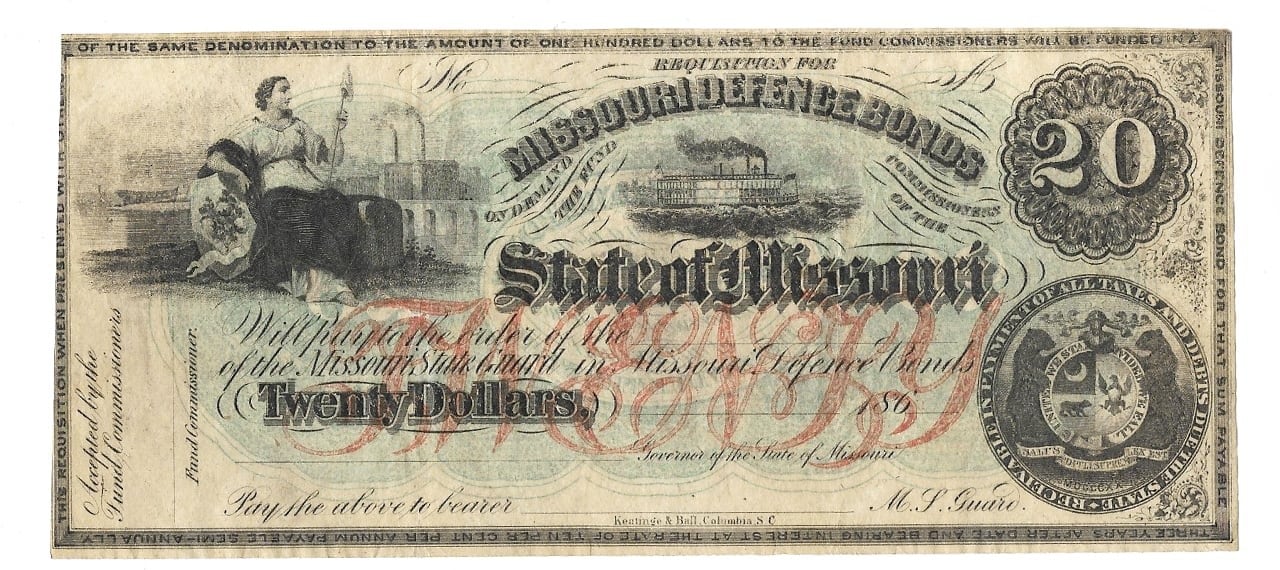 OF THE SAME DENOMINATION TO THE AMOUNT OF ONE HUNDRED DOLLARS TO THE FUND COMMISSIONERS WILL BE FUNDED IN A
No
REQUISITION FOR
A
MISSOURI DEFENCE BONDS
20
ON DEMAND
THE FUND
COMMISSIONERS
OF THE
State of Missouri
Will pay to the order of the
of the Missouri State Guard in Missouri Defence Bonds
TWENTY
Twenty Dollars,
186
Governor of the State of Missouri
Pay the above to bearer
M. S. Guard.
Keatinge & Ball, Columbia, S C
Accepted by the
Fund Commissioners
Fund Commissioner.
RECEIVABLE IN PAYMENT OF ALL TAXES AND DEBTS DUE THE STATE
UNITED WE STAND DIVIDED WE FALL
SALUS POPULI SUPREMA LEX ESTO
THIS REQUISITION WHEN PRESENTED WITH OTHERS
MISSOURI DEFENCE BOND FOR THAT SUM PAYABLE
THREE YEARS AFTER DATE AND BEARING INTEREST AT THE RATE OF TEN PER CENT PER ANNUM PAYABLE SEMI-ANNUALLY